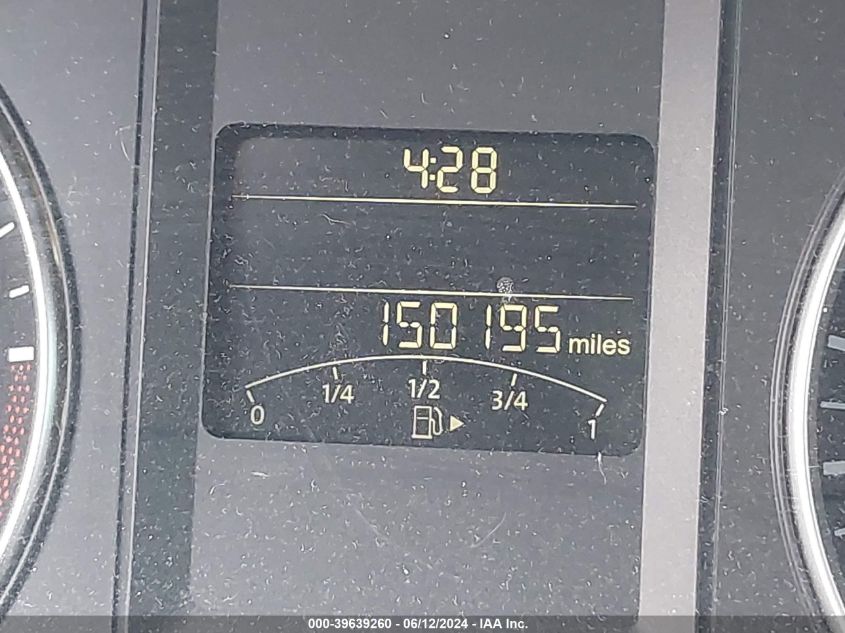 4:28
150195 miles
0 1/4 1/2 3/4 1
000-39639260 - 06/12/2024 - IAA Inc.